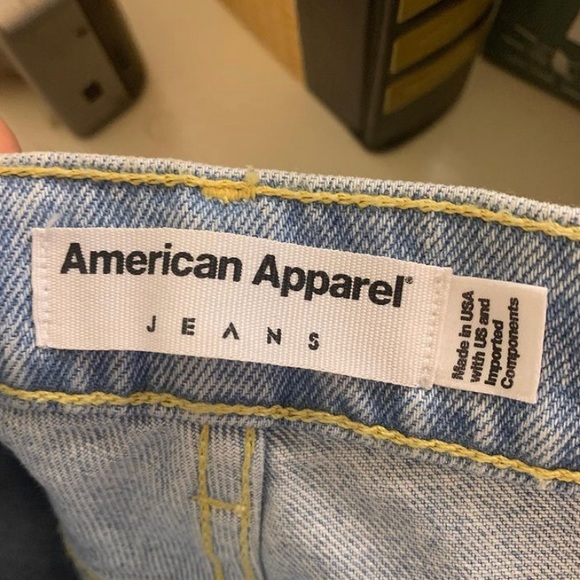 American Apparel®
JEANS
Made in USA
with US and
Imported
Components